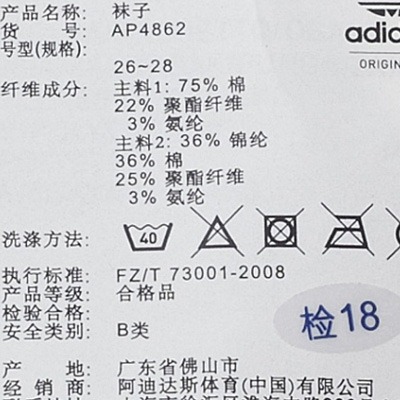 产品名称: 袜子
货 号: AP4862
号型(规格):
26~28
纤维成分: 主料1: 75% 棉
22% 聚酯纤维
3% 氨纶
主料2: 36% 锦纶
36% 棉
25% 聚酯纤维
3% 氨纶
adid
ORIGIN
洗涤方法: 40
执行标准: FZ/T 73001-2008
产品等级: 合格品
检验合格:
安全类别: B类
检18
产 地: 广东省佛山市
经 销 商: 阿迪达斯体育(中国)有限公司